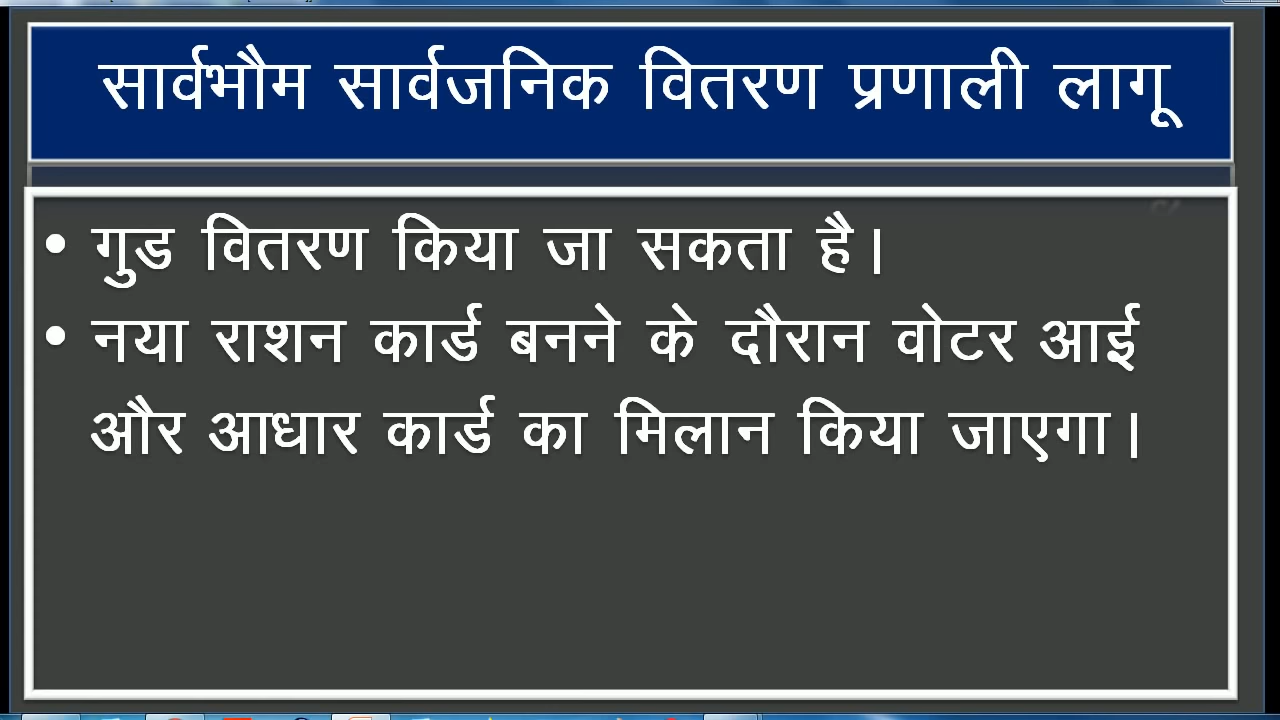 सार्वभौम सार्वजनिक वितरण प्रणाली लागू
• गुड वितरण किया जा सकता है।
• नया राशन कार्ड बनने के दौरान वोटर आई
और आधार कार्ड का मिलान किया जाएगा।